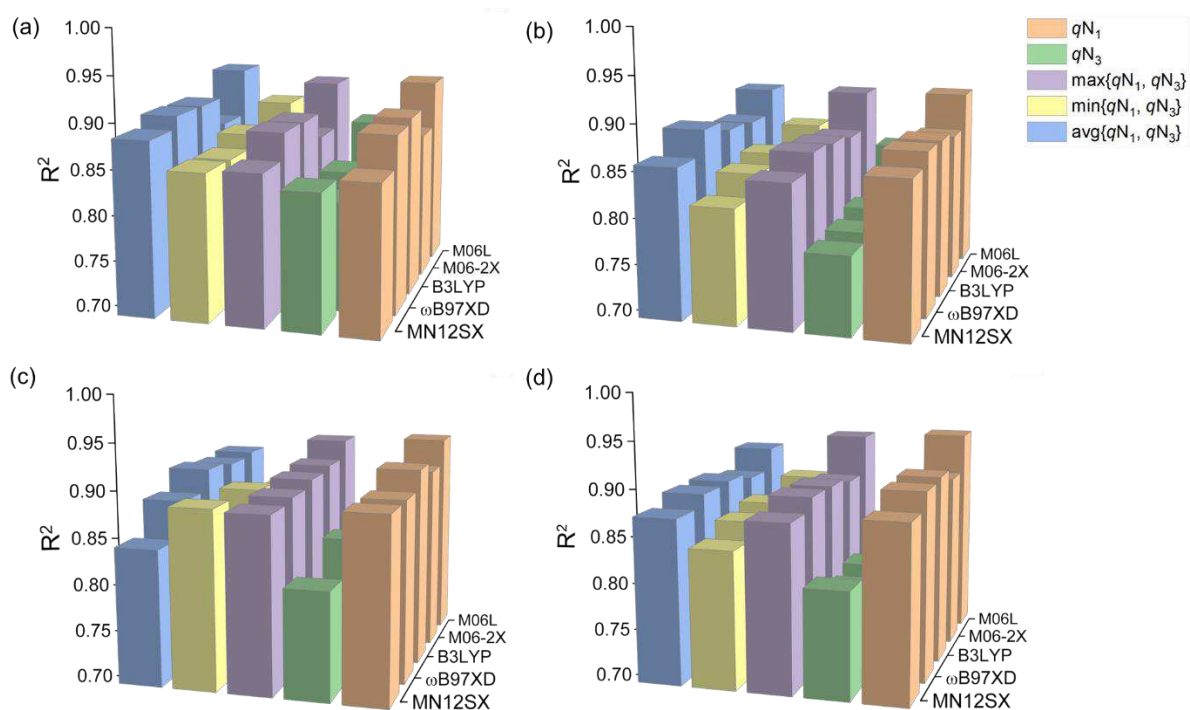 (a)
1.00
0.95
0.90
0.85
0.80
0.75
0.70
R²
M06L
M06-2X
B3LYP
ωB97XD
MN12SX
(b)
1.00
0.95
0.90
0.85
0.80
0.75
0.70
R²
M06L
M06-2X
B3LYP
ωB97XD
MN12SX
qN₁
qN₃
max{qN₁, qN₃}
min{qN₁, qN₃}
avg{qN₁, qN₃}
(c)
1.00
0.95
0.90
0.85
0.80
0.75
0.70
R²
M06L
M06-2X
B3LYP
ωB97XD
MN12SX
(d)
1.00
0.95
0.90
0.85
0.80
0.75
0.70
R²
M06L
M06-2X
B3LYP
ωB97XD
MN12SX